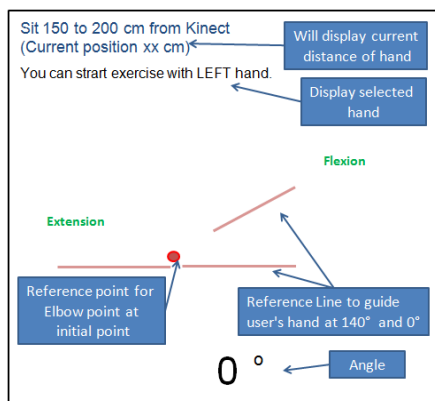 Sit 150 to 200 cm from Kinect
(Current position xx cm)
Will display current
distance of hand
You can strart exercise with LEFT hand.
Display selected
hand
Flexion
Extension
Reference point for
Elbow point at
initial point
Reference Line to guide
user's hand at 140° and 0°
0 °
Angle